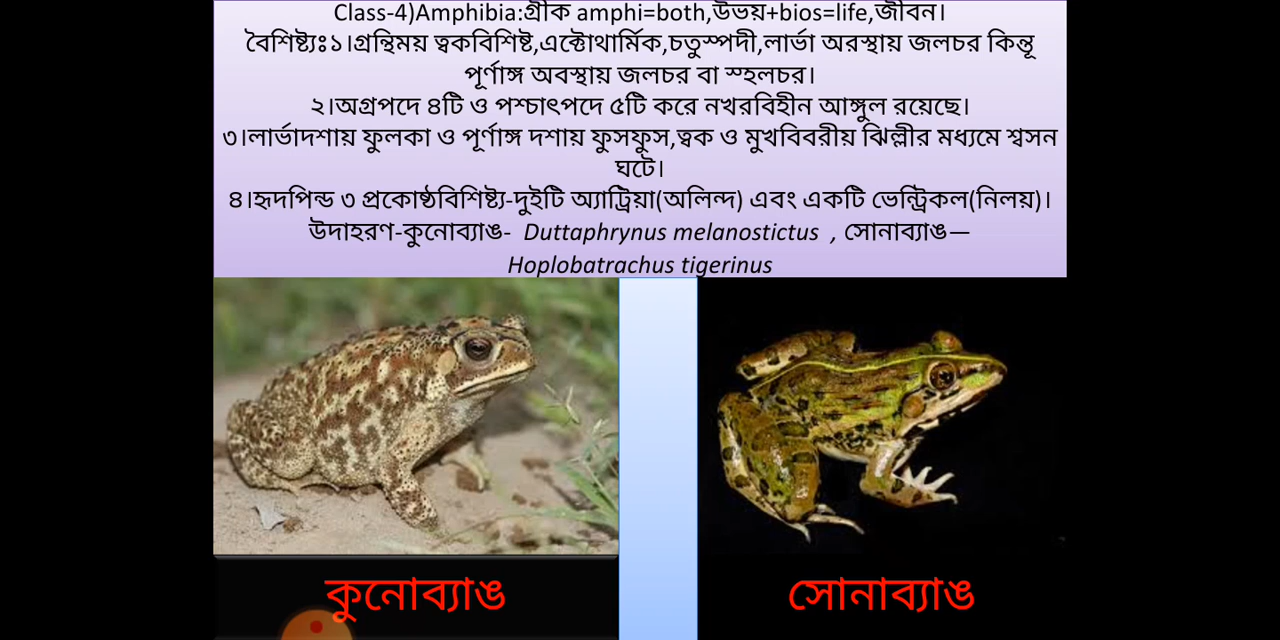 Class-4)Amphibia:গ্রীক amphi=both,উভয়+bios=life,জীবন।
বৈশিষ্ট্যঃ১।গ্রন্থিময় ত্বকবিশিষ্ট,এক্টোথার্মিক,চতুস্পদী,লার্ভা অরস্থায় জলচর কিন্তূ
পূর্ণাঙ্গ অবস্থায় জলচর বা স্হলচর।
২।অগ্রপদে ৪টি ও পশ্চাৎপদে ৫টি করে নখরবিহীন আঙ্গুল রয়েছে।
৩।লার্ভাদশায় ফুলকা ও পূর্ণাঙ্গ দশায় ফুসফুস,ত্বক ও মুখবিবরীয় ঝিল্লীর মধ্যমে শ্বসন
ঘটে।
৪।হৃদপিন্ড ৩ প্রকোষ্ঠবিশিষ্ট্য-দুইটি অ্যাট্রিয়া(অলিন্দ) এবং একটি ভেন্ট্রিকল(নিলয়)।
উদাহরণ-কুনোব্যাঙ- Duttaphrynus melanostictus , সোনাব্যাঙ—
Hoplobatrachus tigerinus
কুনোব্যাঙ
সোনাব্যাঙ